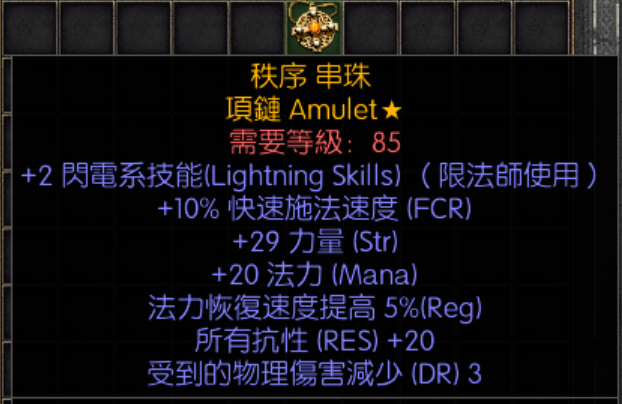 秩序 串珠
項鏈 Amulet★
需要等級: 85
+2 閃電系技能(Lightning Skills) (限法師使用)
+10% 快速施法速度 (FCR)
+29 力量 (Str)
+20 法力 (Mana)
法力恢復速度提高 5%(Reg)
所有抗性 (RES) +20
受到的物理傷害減少 (DR) 3